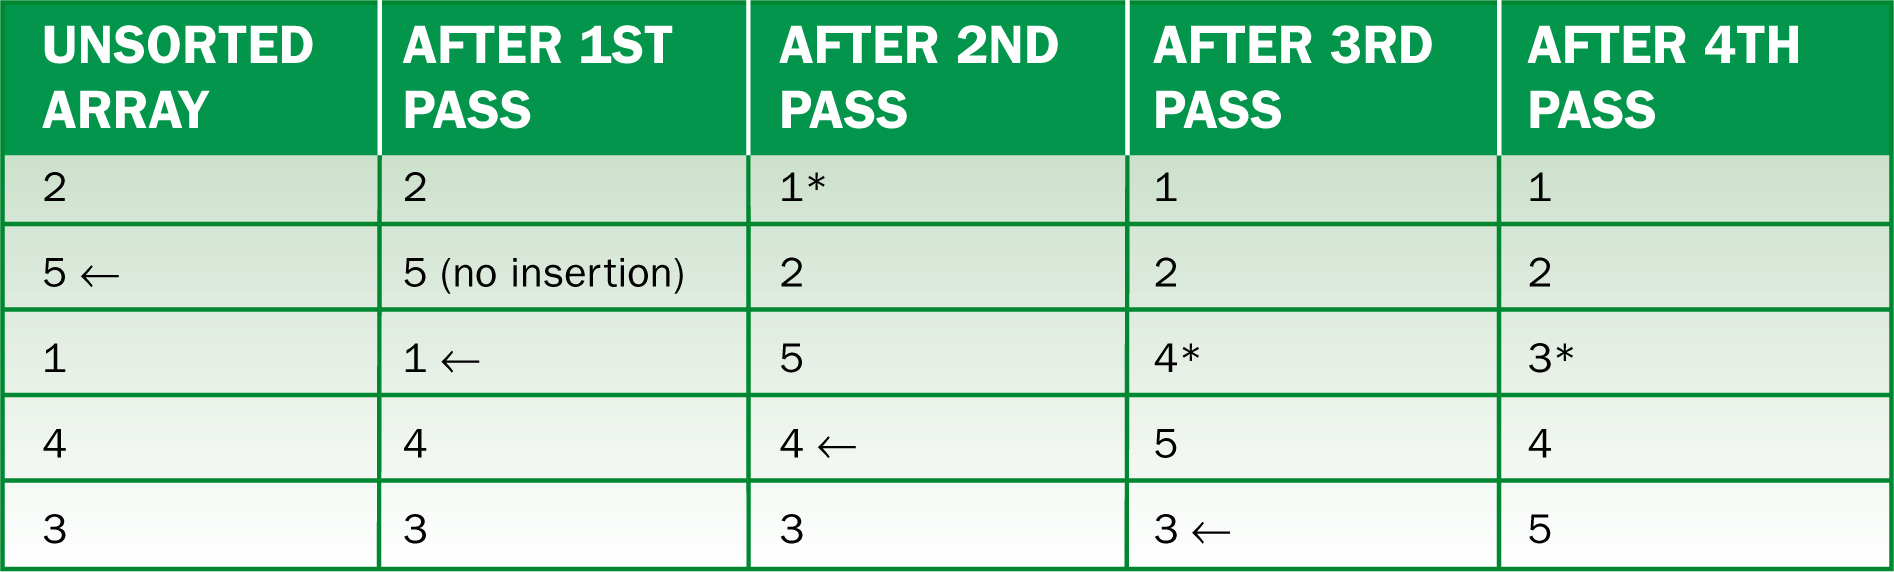 UNSORTED ARRAY AFTER 1ST PASS AFTER 2ND PASS AFTER 3RD PASS AFTER 4TH PASS
2 2 1* 1 1
5 ← 5 (no insertion) 2 2 2
1 1 ← 5 4* 3*
4 4 4 ← 5 4
3 3 3 3 ← 5